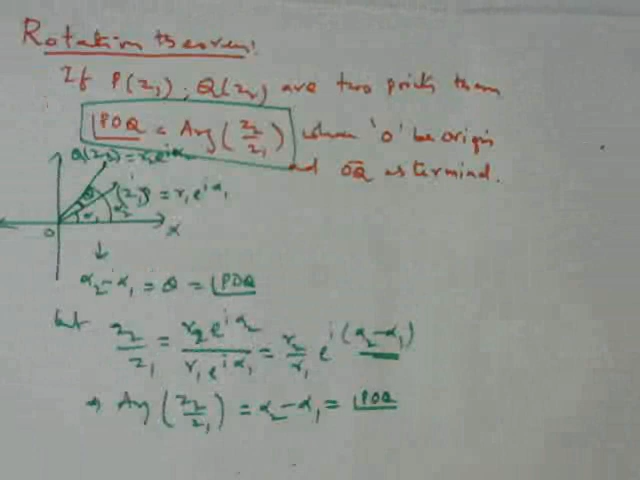 Rotation theorem:
If P(z₁), Q(z₂) are two points then
∠POQ = Arg(z₂/z₁) where 'O' be origin
and OQ as terminal.
Q(z₂) = r₂e^{iα₂}
(z₁) = r₁e^{iα₁}
θ α₁ α₂
O X
↓
α₂-α₁ = θ = ∠POQ
but z₂/z₁ = r₂e^{iα₂}/r₁e^{iα₁} = r₂/r₁ e^{i(α₂-α₁)}
⇒ Arg(z₂/z₁) = α₂-α₁ = ∠POQ